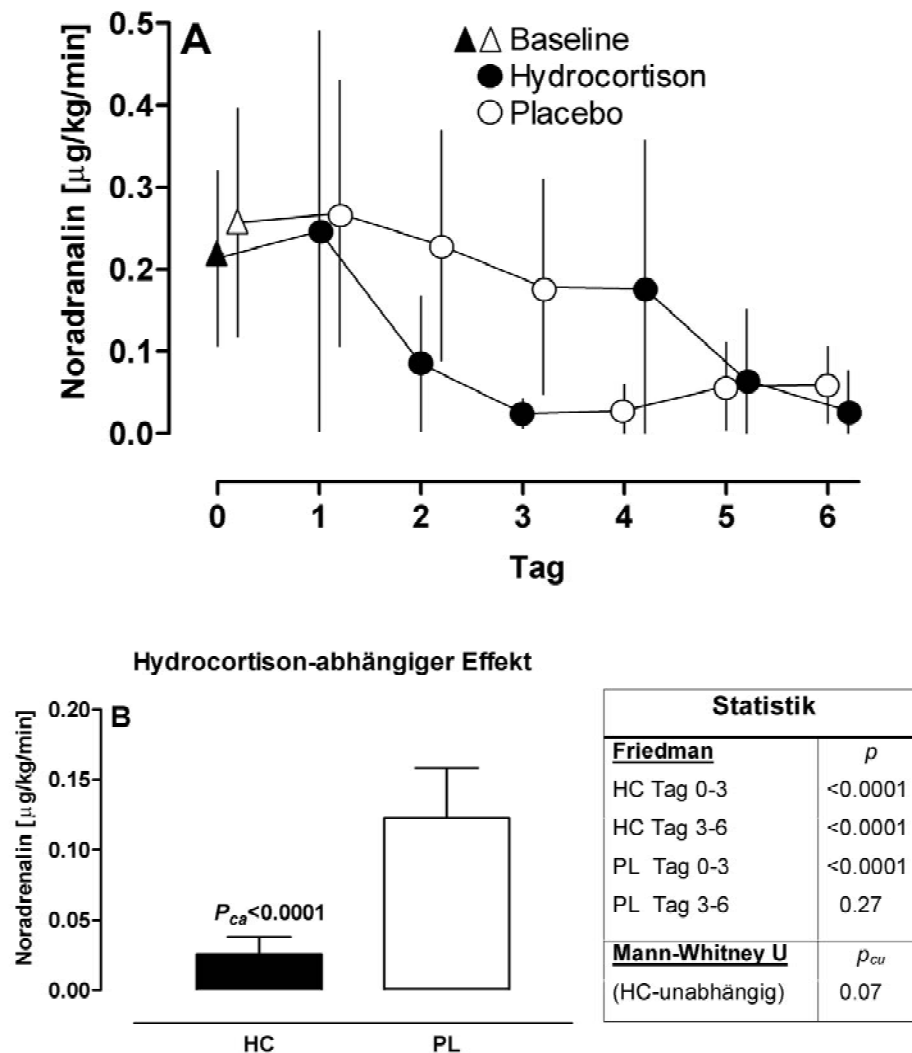 A
▲△ Baseline
● Hydrocortison
○ Placebo
Noradranalin [µg/kg/min]
0.5
0.4
0.3
0.2
0.1
0.0
0 1 2 3 4 5 6
Tag
Hydrocortison-abhängiger Effekt
B
Noradrenalin [µg/kg/min]
0.20
0.15
0.10
0.05
0.00
Pca<0.0001
HC PL
Statistik
Friedman p
HC Tag 0-3 <0.0001
HC Tag 3-6 <0.0001
PL Tag 0-3 <0.0001
PL Tag 3-6 0.27
Mann-Whitney U pcu
(HC-unabhängig) 0.07